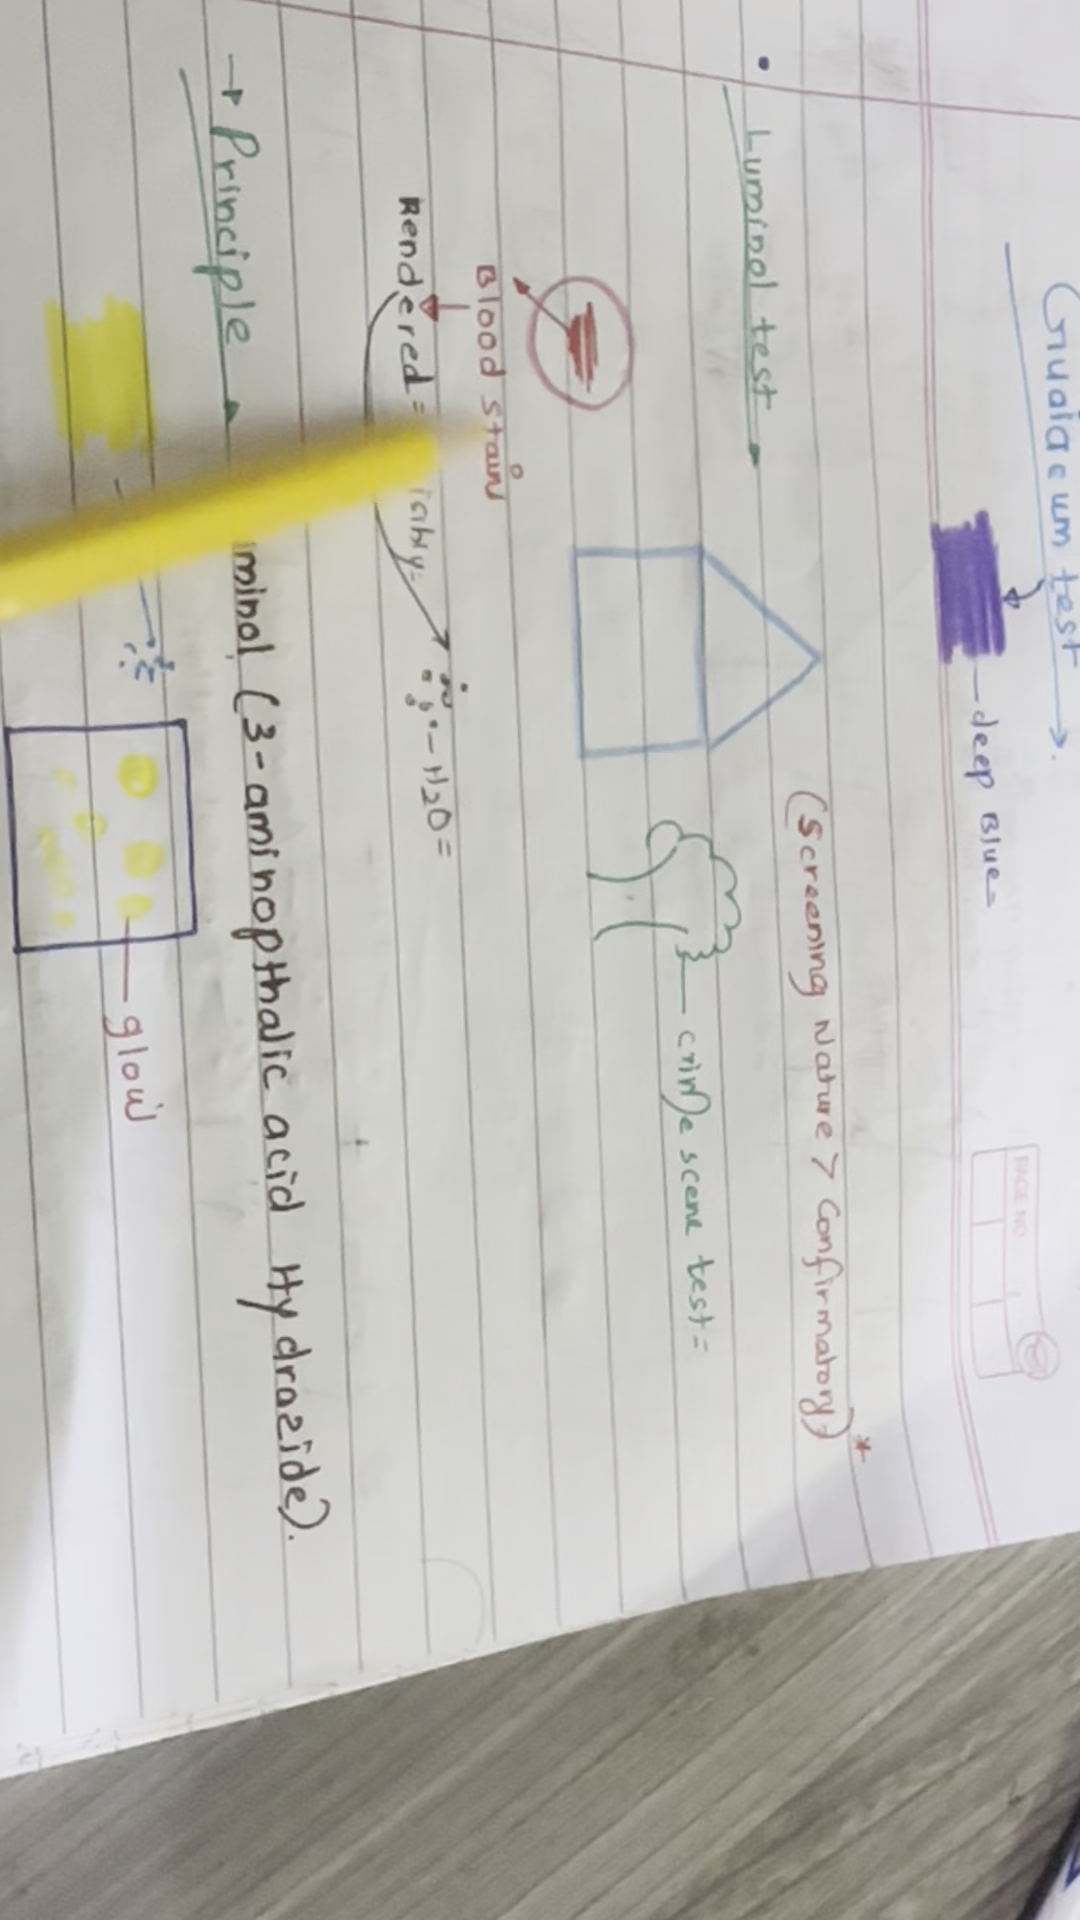 Guaiacum test →.
deep Blue=
(Screening Nature > Confirmatory)*
• Luminol test →
crime scene test =
Blood stain
Rendered =
- H2O =
→ Principle → minol (3-aminopthalic acid Hydrazide).
glow
PAGE NO